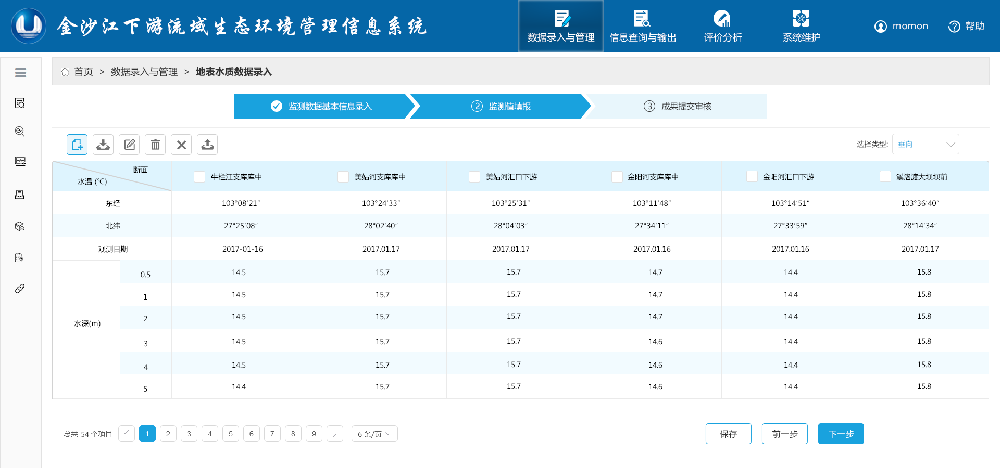 金沙江下游流域生态环境管理信息系统
数据录入与管理
信息查询与输出
评价分析
系统维护
momon
帮助
首页 > 数据录入与管理 > 地表水质数据录入
监测数据基本信息录入
2 监测值填报
3 成果提交审核
选择类型: 垂向
断面
水温 (℃)
牛栏江支库库中 美姑河支库库中 美姑河汇口下游 金阳河支库库中 金阳河汇口下游 溪洛渡大坝坝前
东经 103°08′21″ 103°24′33″ 103°25′31″ 103°11′48″ 103°14′51″ 103°36′40″
北纬 27°25′08″ 28°02′40″ 28°04′03″ 27°34′11″ 27°33′59″ 28°14′34″
观测日期 2017-01-16 2017.01.17 2017.01.17 2017.01.16 2017.01.16 2017.01.17
水深(m)
0.5 14.5 15.7 15.7 14.7 14.4 15.8
1 14.5 15.7 15.7 14.7 14.4 15.8
2 14.5 15.7 15.7 14.7 14.4 15.8
3 14.5 15.7 15.7 14.6 14.4 15.8
4 14.5 15.7 15.7 14.6 14.4 15.8
5 14.4 15.7 15.7 14.6 14.4 15.8
总共 54 个项目 1 2 3 4 5 6 7 8 9 6 条/页
保存 前一步 下一步